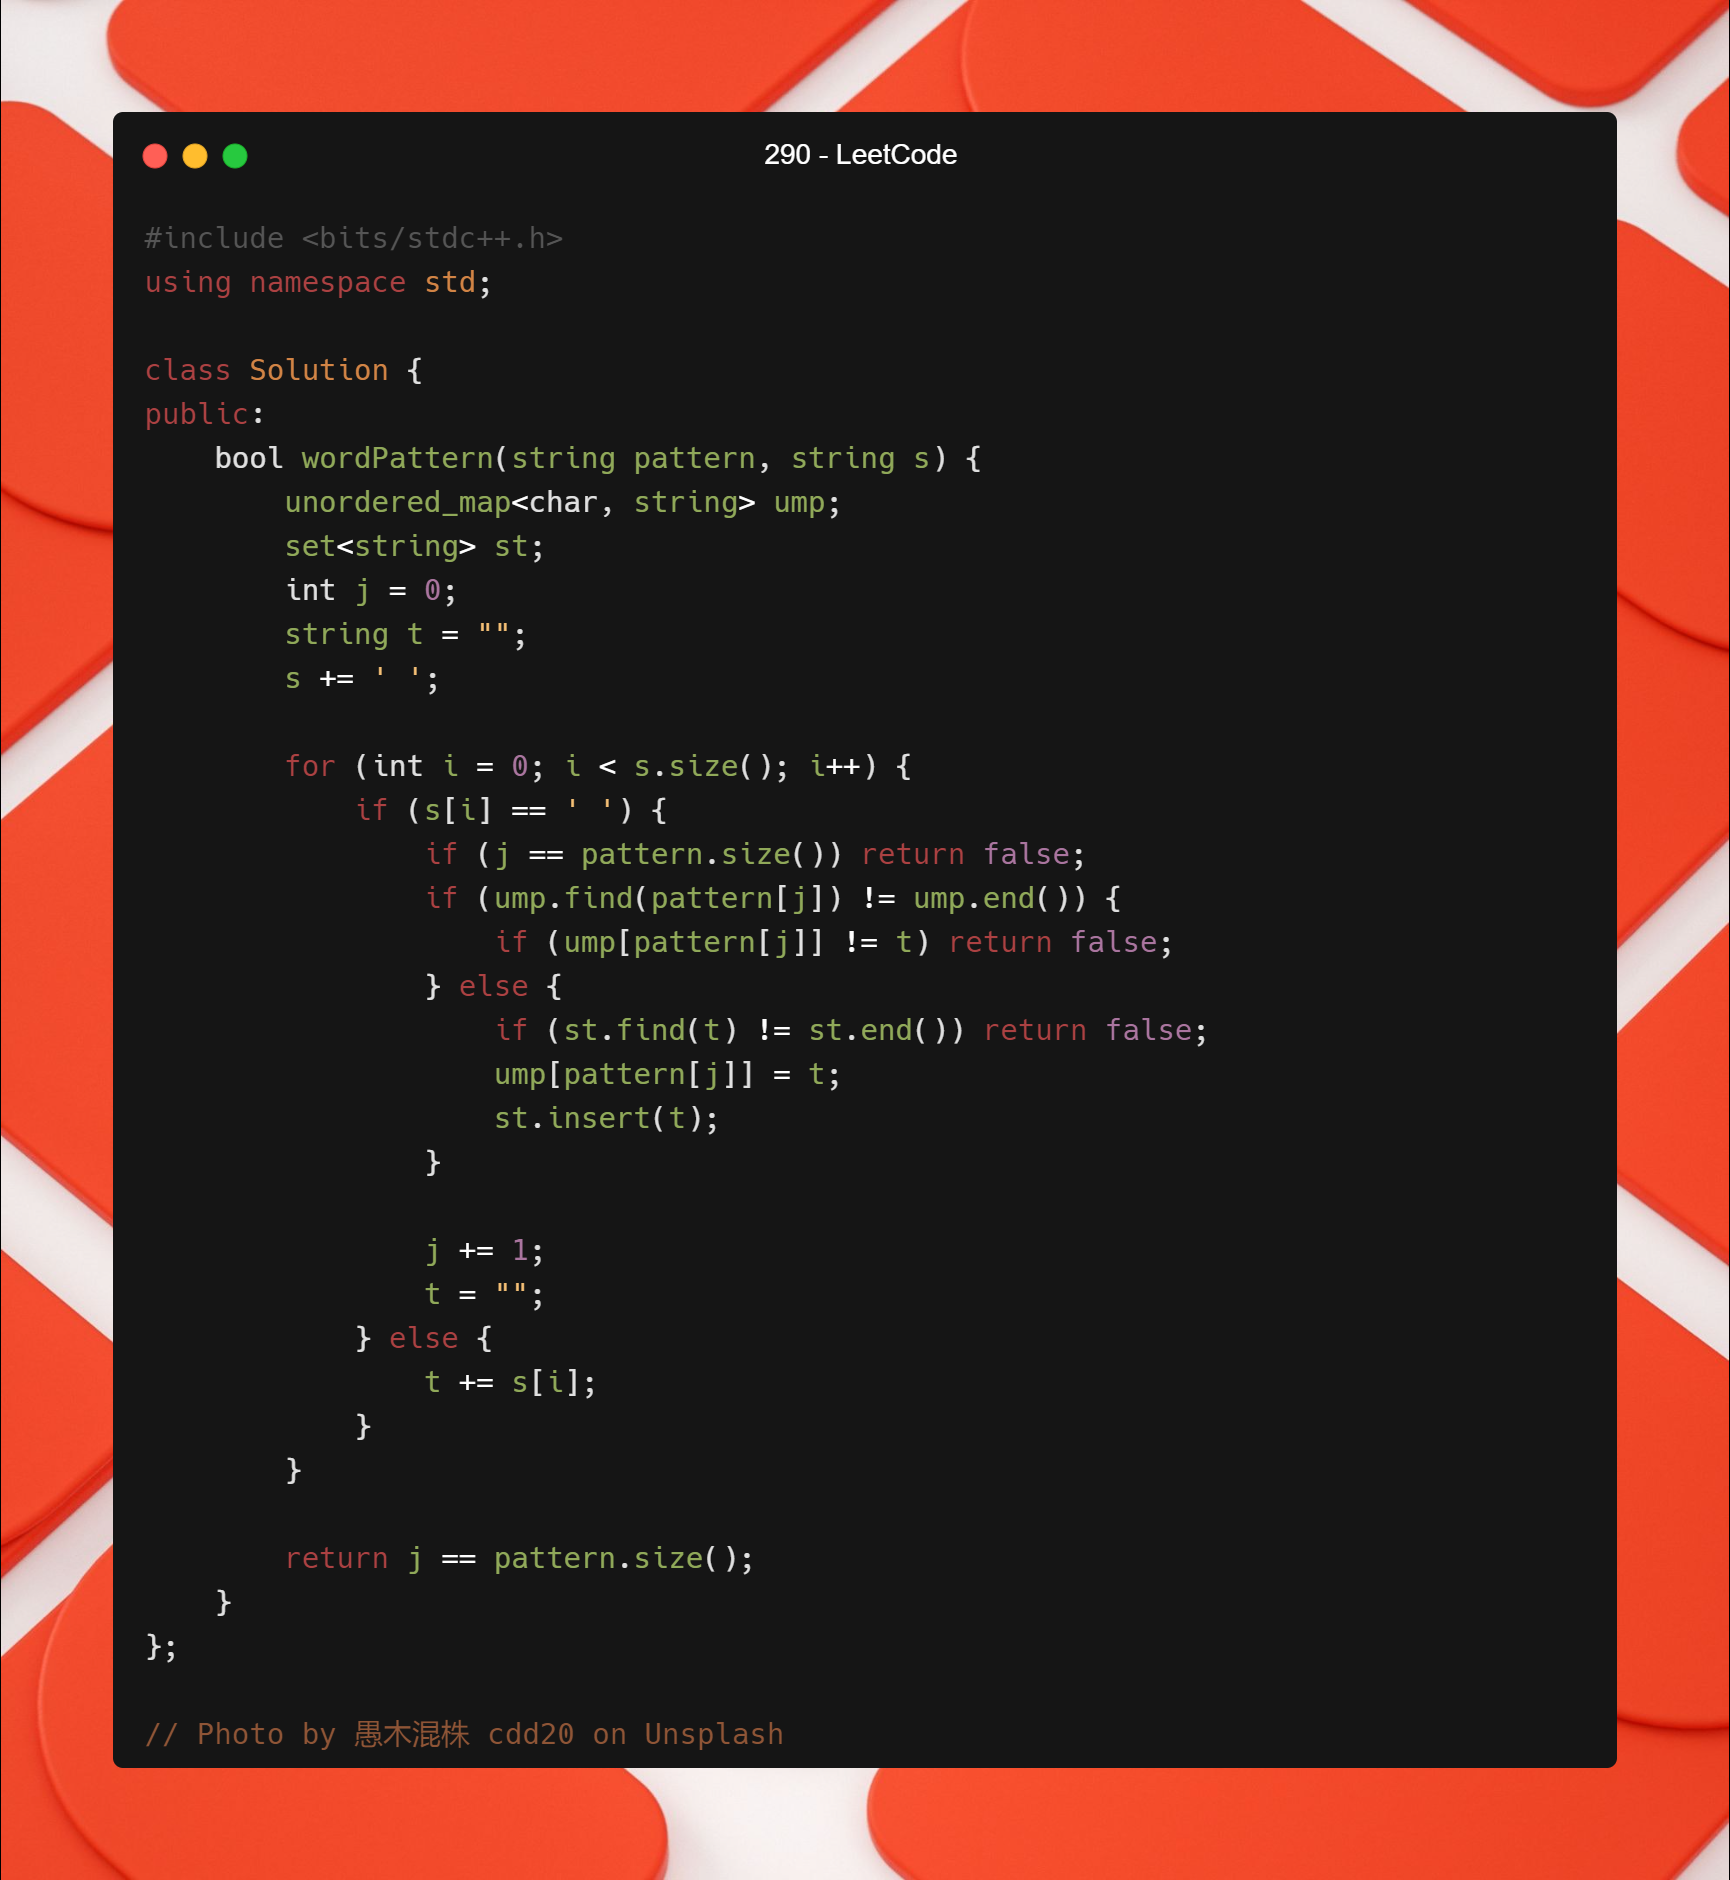 290 - LeetCode
#include <bits/stdc++.h>
using namespace std;
class Solution {
public:
    bool wordPattern(string pattern, string s) {
        unordered_map<char, string> ump;
        set<string> st;
        int j = 0;
        string t = "";
        s += ' ';
        for (int i = 0; i < s.size(); i++) {
            if (s[i] == ' ') {
                if (j == pattern.size()) return false;
                if (ump.find(pattern[j]) != ump.end()) {
                    if (ump[pattern[j]] != t) return false;
                } else {
                    if (st.find(t) != st.end()) return false;
                    ump[pattern[j]] = t;
                    st.insert(t);
                }
                j += 1;
                t = "";
            } else {
                t += s[i];
            }
        }
        return j == pattern.size();
    }
};
// Photo by 愚木混株 cdd20 on Unsplash